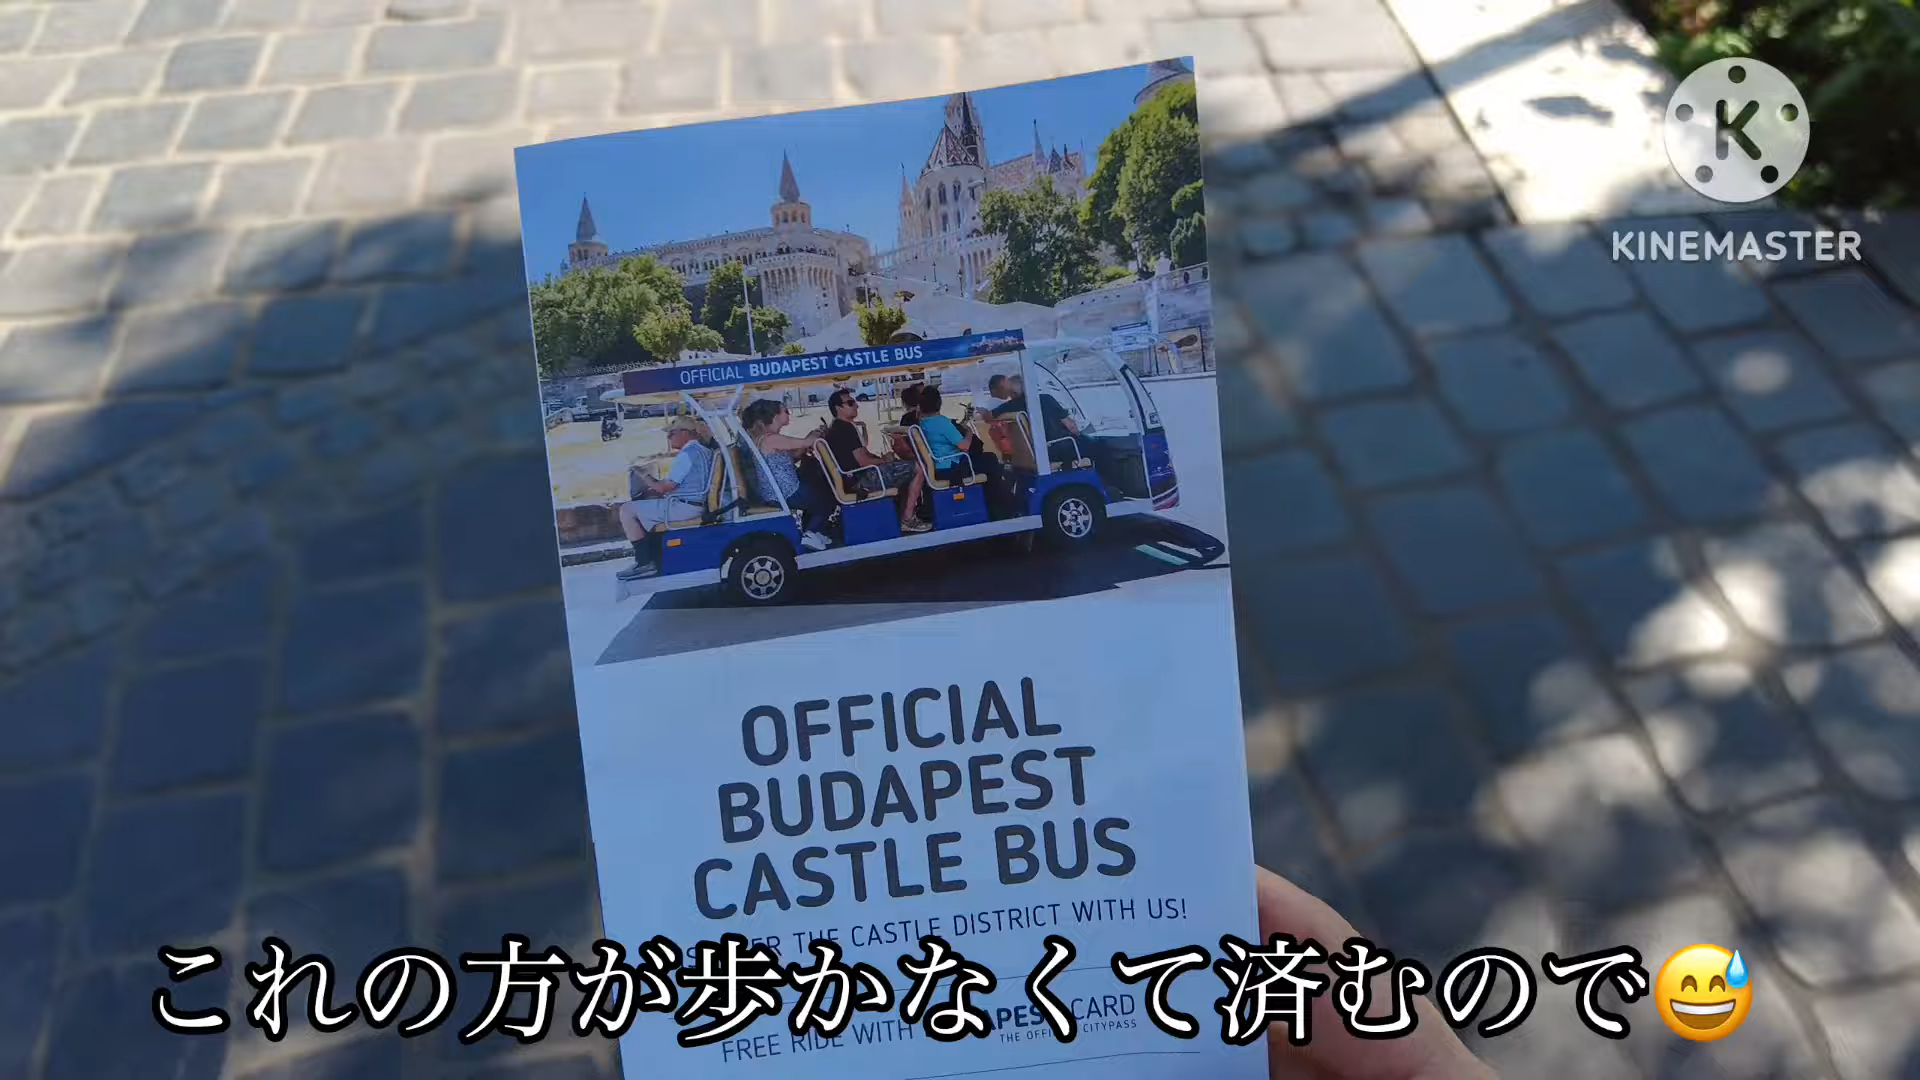 K
KINEMASTER
OFFICIAL BUDAPEST CASTLE BUS
OFFICIAL
BUDAPEST
CASTLE BUS
THE CASTLE DISTRICT WITH US!
これの方が歩かなくて済むので😅
FREE RIDE WITH CARD
THE CITYPASS